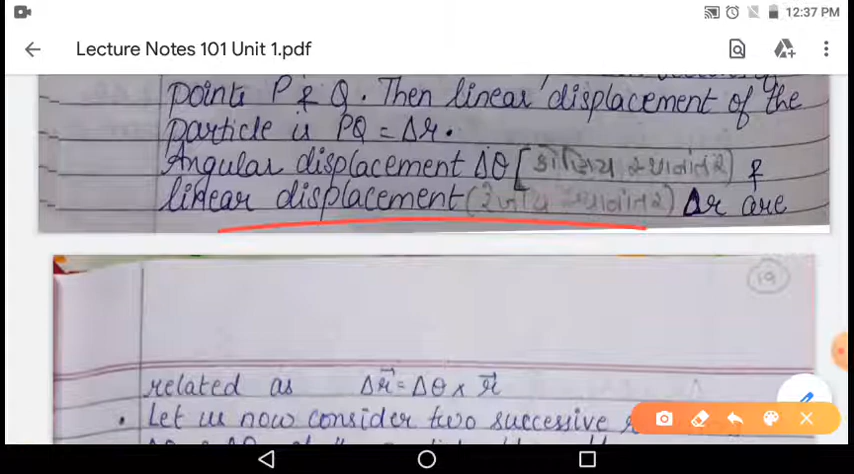 12:37 PM
Lecture Notes 101 Unit 1.pdf
points P & Q. Then linear displacement of the
particle is PQ = Δr.
Angular displacement Δθ [કોણિય સ્થાનાંતર) &
linear displacement (રેખીય સ્થાનાંતર) Δr are
19
related as Δr⃗ = Δθ × r⃗
• Let us now consider two successive